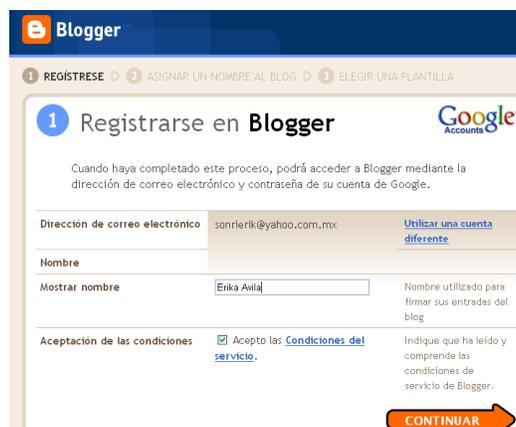 Blogger™
1 REGÍSTRESE 2 ASIGNAR UN NOMBRE AL BLOG 3 ELEGIR UNA PLANTILLA
1 Registrarse en Blogger
Google
Accounts
Cuando haya completado este proceso, podrá acceder a Blogger mediante la
dirección de correo electrónico y contraseña de su cuenta de Google.
Dirección de correo electrónico sonrierik@yahoo.com.mx Utilizar una cuenta
diferente
Nombre
Mostrar nombre Erika Avila Nombre utilizado para
firmar sus entradas del
blog
Aceptación de las condiciones Acepto las Condiciones del
servicio.
Indique que ha leído y
comprende las
condiciones de
servicio de Blogger.
CONTINUAR